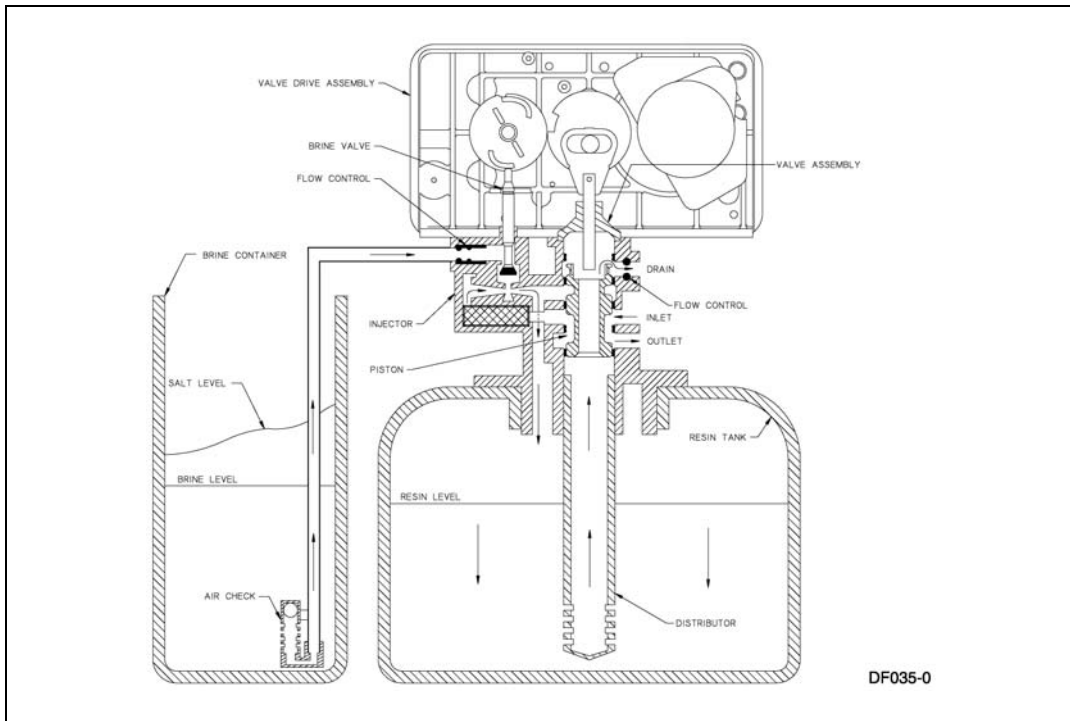 VALVE DRIVE ASSEMBLY
BRINE VALVE
VALVE ASSEMBLY
FLOW CONTROL
BRINE CONTAINER
DRAIN
FLOW CONTROL
INJECTOR
INLET
OUTLET
PISTON
SALT LEVEL
RESIN TANK
BRINE LEVEL
RESIN LEVEL
AIR CHECK
DISTRIBUTOR
DF035-0